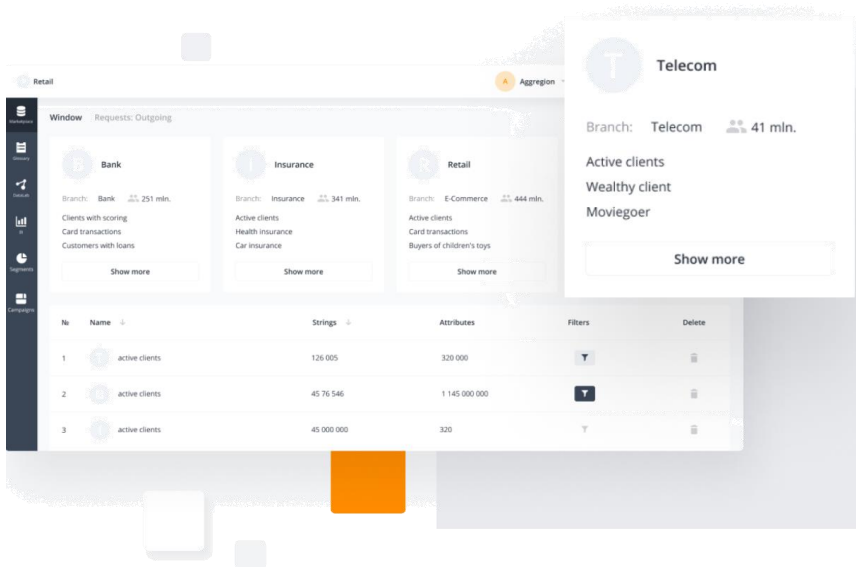 Retail
A Aggregion
Marketplace
Glossary
Segments
Campaigns
Window Requests: Outgoing
B Bank
Branch: Bank 251 mln.
Clients with scoring
Card transactions
Customers with loans
Show more
I Insurance
Branch: Insurance 341 mln.
Active clients
Health insurance
Car insurance
Show more
R Retail
Branch: E-Commerce 444 mln.
Active clients
Card transactions
Buyers of children's toys
Show more
T Telecom
Branch: Telecom 41 mln.
Active clients
Wealthy client
Moviegoer
Show more
№ Name Strings Attributes Filters Delete
1 T active clients 126 005 320 000
2 active clients 45 76 546 1 145 000 000
3 I active clients 45 000 000 320